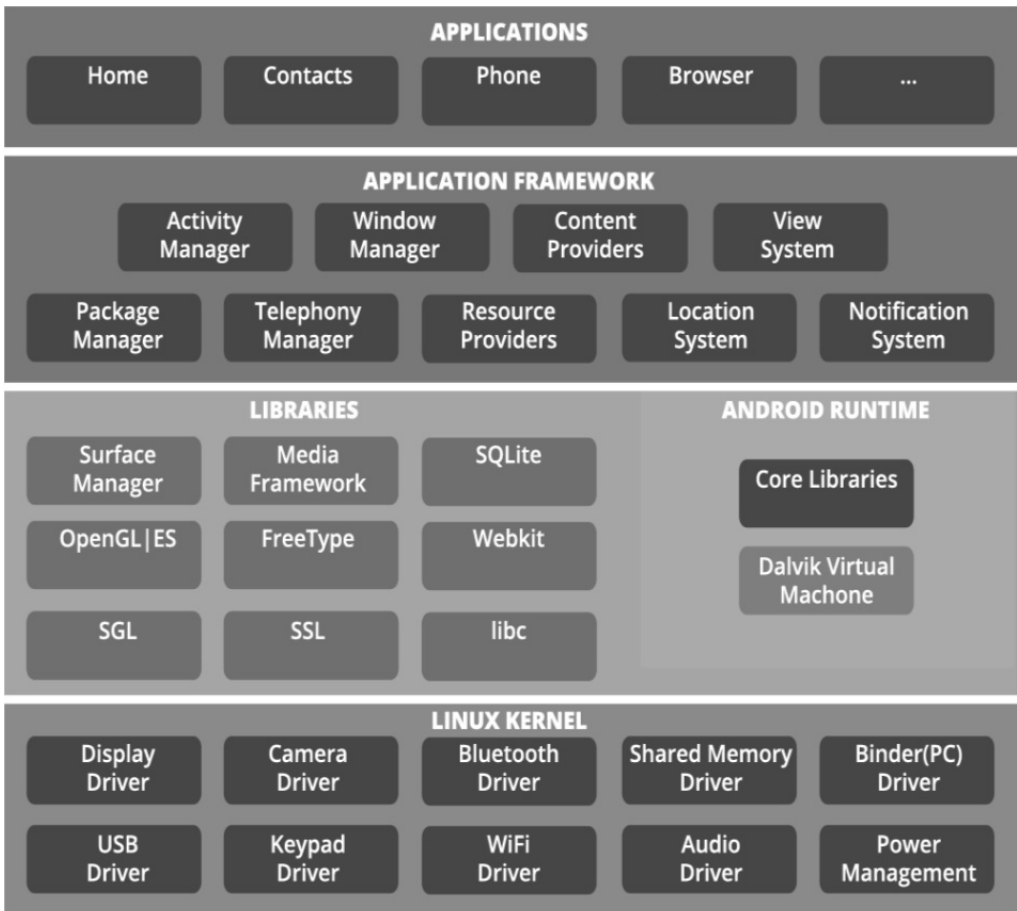 APPLICATIONS
Home
Contacts
Phone
Browser
...
APPLICATION FRAMEWORK
Activity
Manager
Window
Manager
Content
Providers
View
System
Package
Manager
Telephony
Manager
Resource
Providers
Location
System
Notification
System
LIBRARIES
Surface
Manager
Media
Framework
SQLite
OpenGL|ES
FreeType
Webkit
SGL
SSL
libc
ANDROID RUNTIME
Core Libraries
Dalvik Virtual
Machone
LINUX KERNEL
Display
Driver
Camera
Driver
Bluetooth
Driver
Shared Memory
Driver
Binder(PC)
Driver
USB
Driver
Keypad
Driver
WiFi
Driver
Audio
Driver
Power
Management